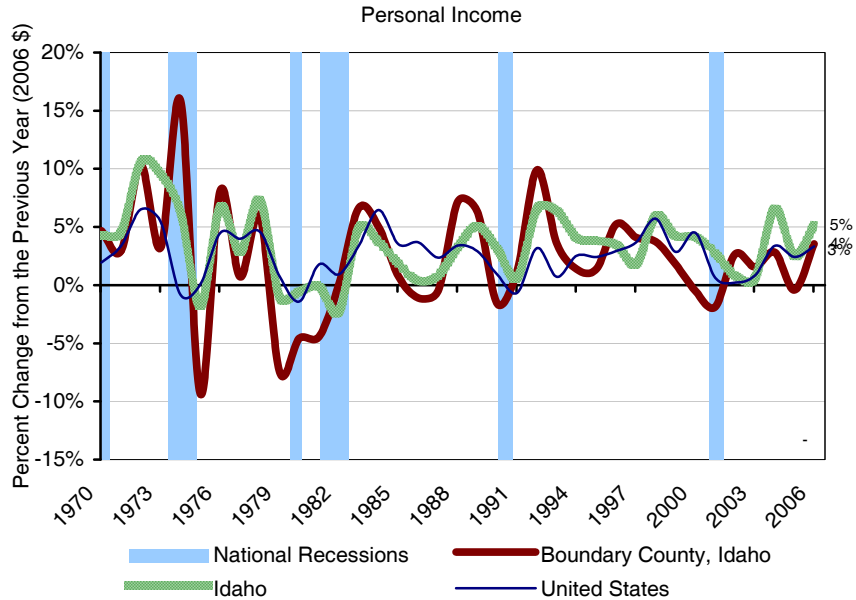 Personal Income
Percent Change from the Previous Year (2006 $)
20%
15%
10%
5%
0%
-5%
-10%
-15%
5%
4%
3%
-
1970 1973 1976 1979 1982 1985 1988 1991 1994 1997 2000 2003 2006
National Recessions Boundary County, Idaho
Idaho United States